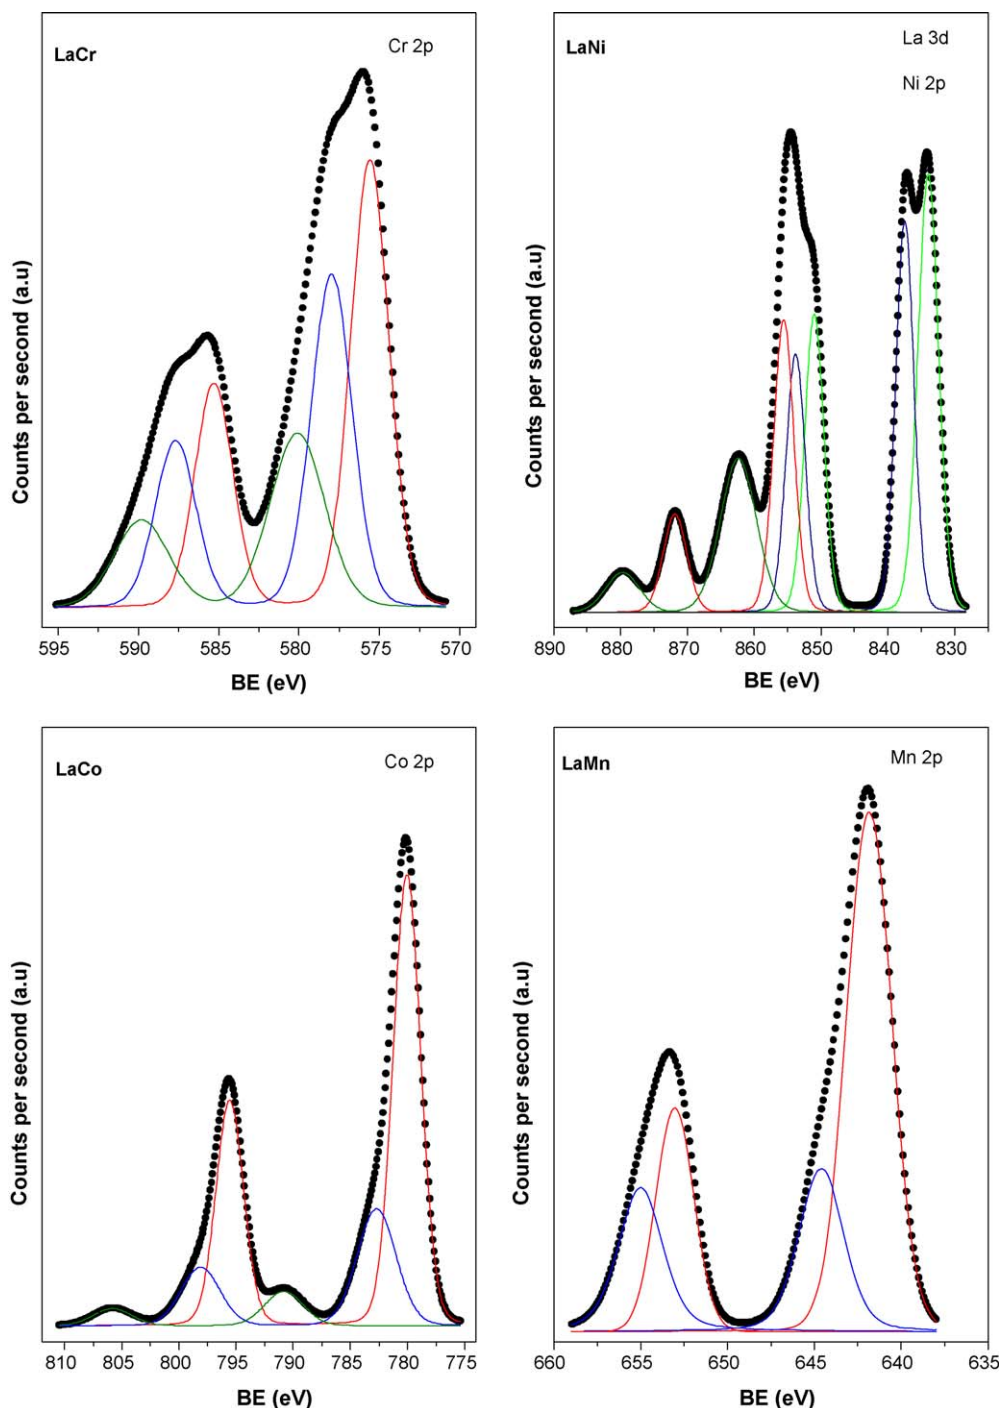 LaCr
Cr 2p
Counts per second (a.u)
595 590 585 580 575 570
BE (eV)
LaNi
La 3d
Ni 2p
Counts per second (a.u)
890 880 870 860 850 840 830
BE (eV)
LaCo
Co 2p
Counts per second (a.u)
810 805 800 795 790 785 780 775
BE (eV)
LaMn
Mn 2p
Counts per second (a.u)
660 655 650 645 640 635
BE (eV)